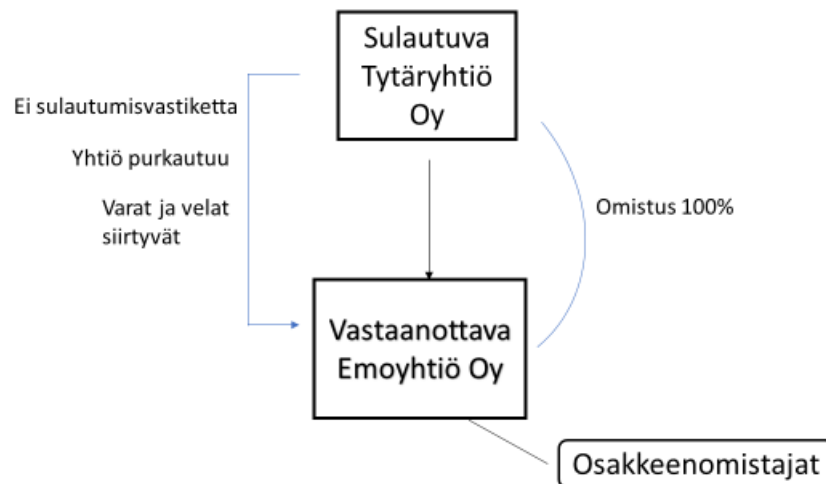 Sulautuva
Tytäryhtiö
Oy
Ei sulautumisvastiketta
Yhtiö purkautuu
Varat ja velat
siirtyvät
Omistus 100%
Vastaanottava
Emoyhtiö Oy
Osakkeenomistajat